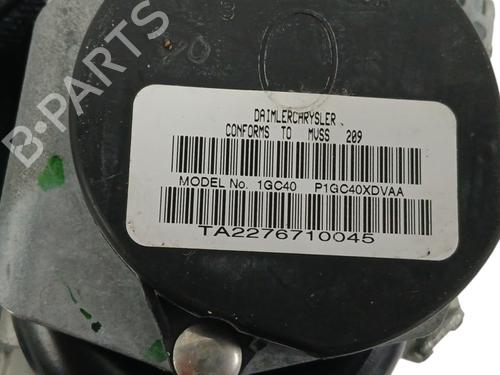 B-PARTS
DAIMLERCHRYSLER
CONFORMS TO MVSS 209
MODEL No. 1GC40 P1GC40XDVAA
TA2276710045